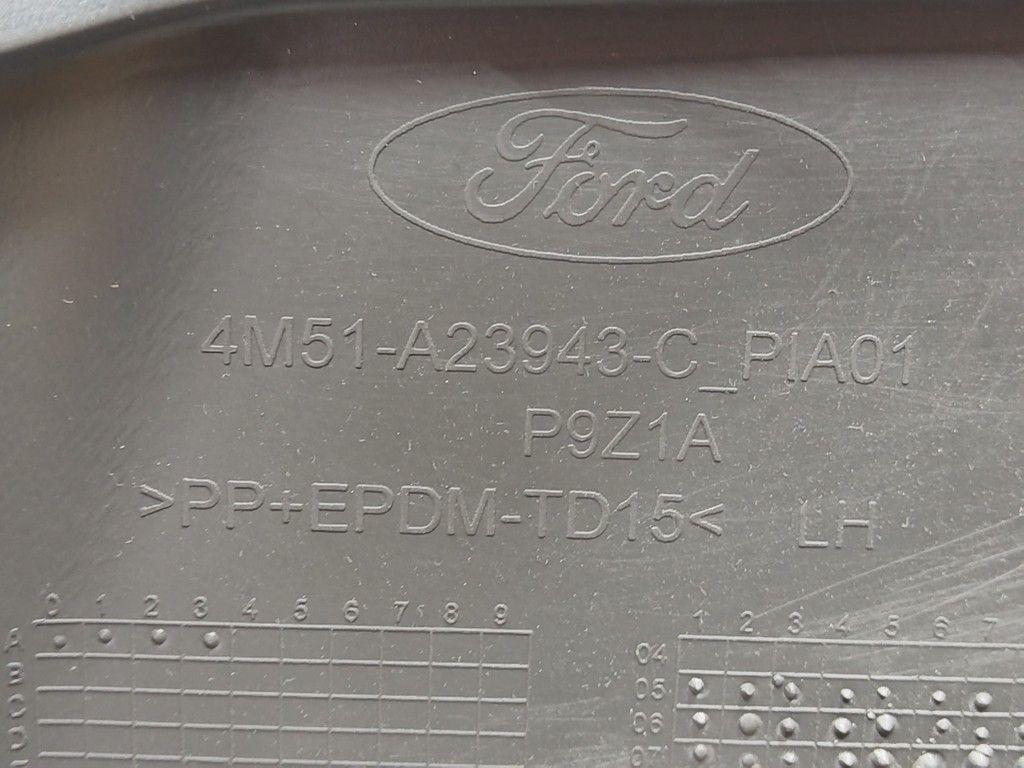 Ford
4M51-A23943-C_PIA01
P9Z1A
>PP+EPDM-TD15< LH
0 1 2 3 4 5 6 7 8 9
A
B
C
D
1 2 3 4 5 6 7
04
05
06
07